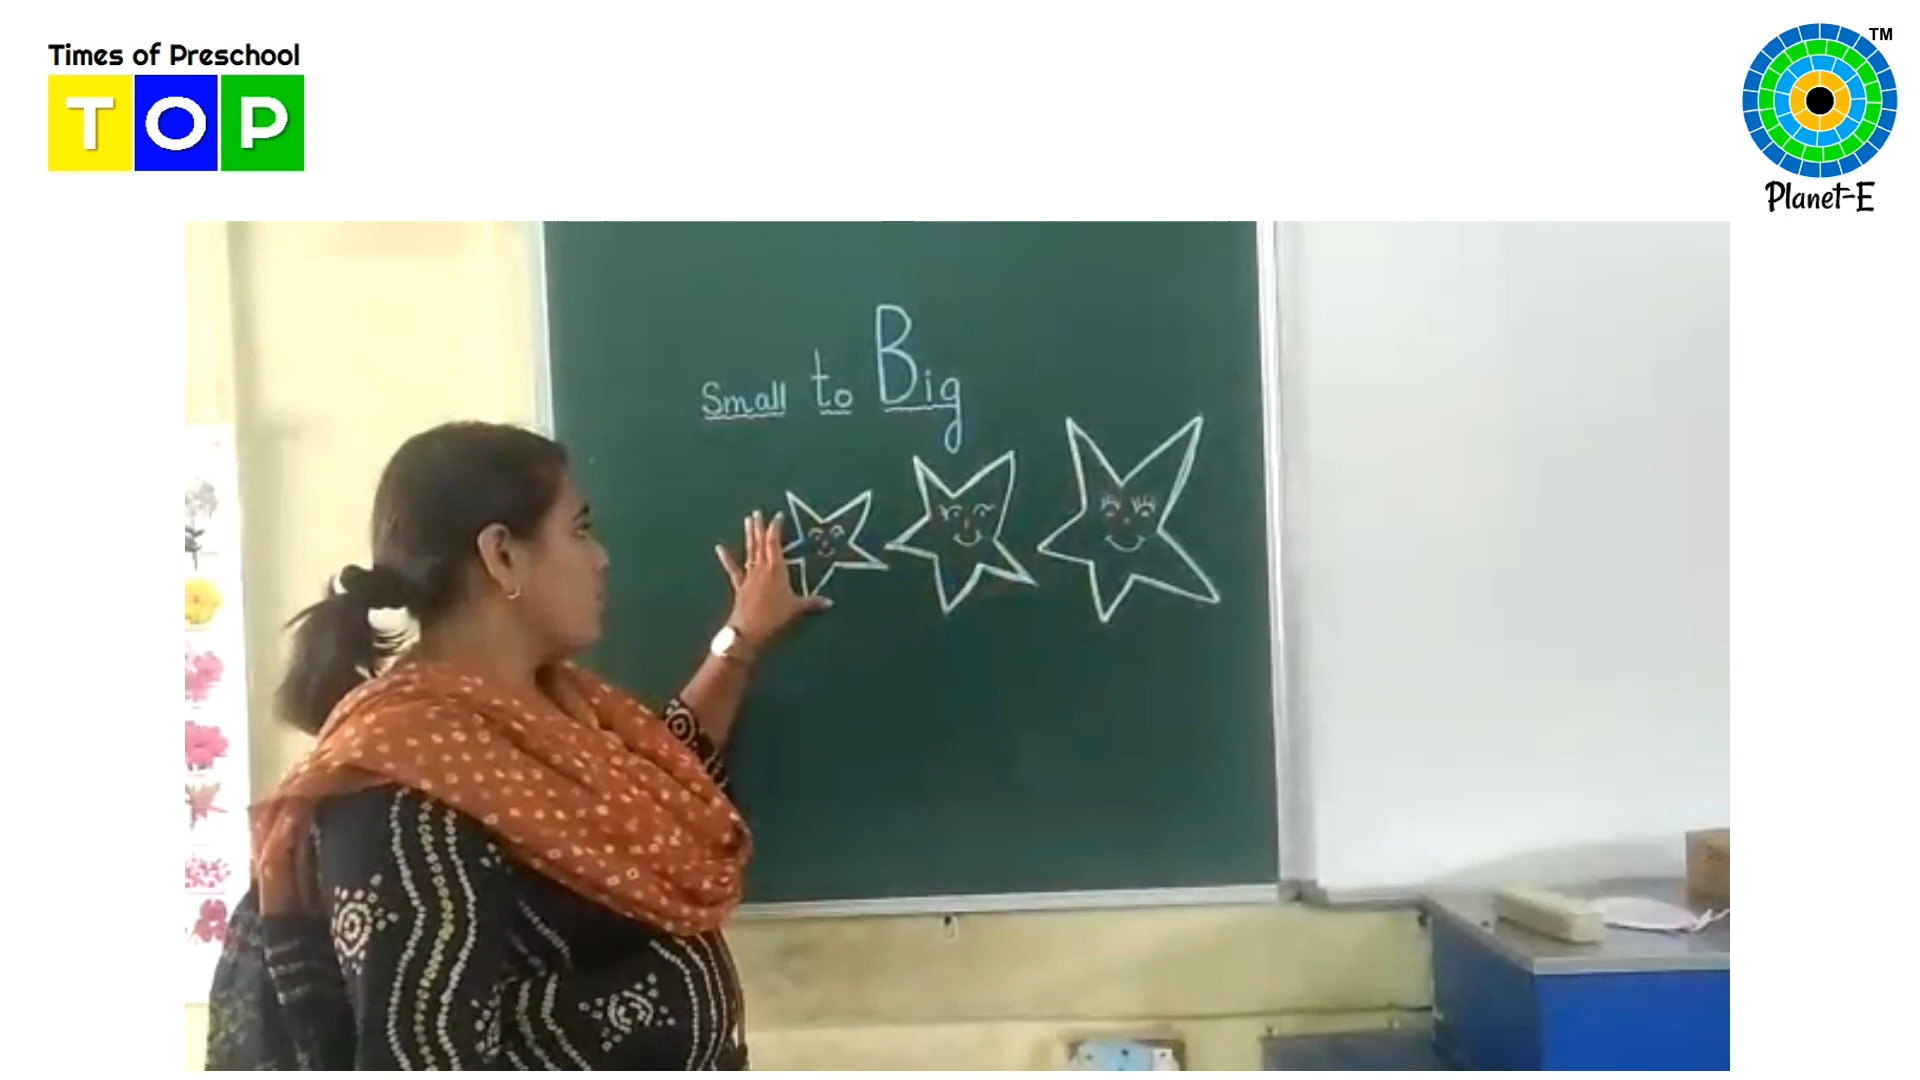 Times of Preschool
TOP
TM
Planet-E
Small to Big